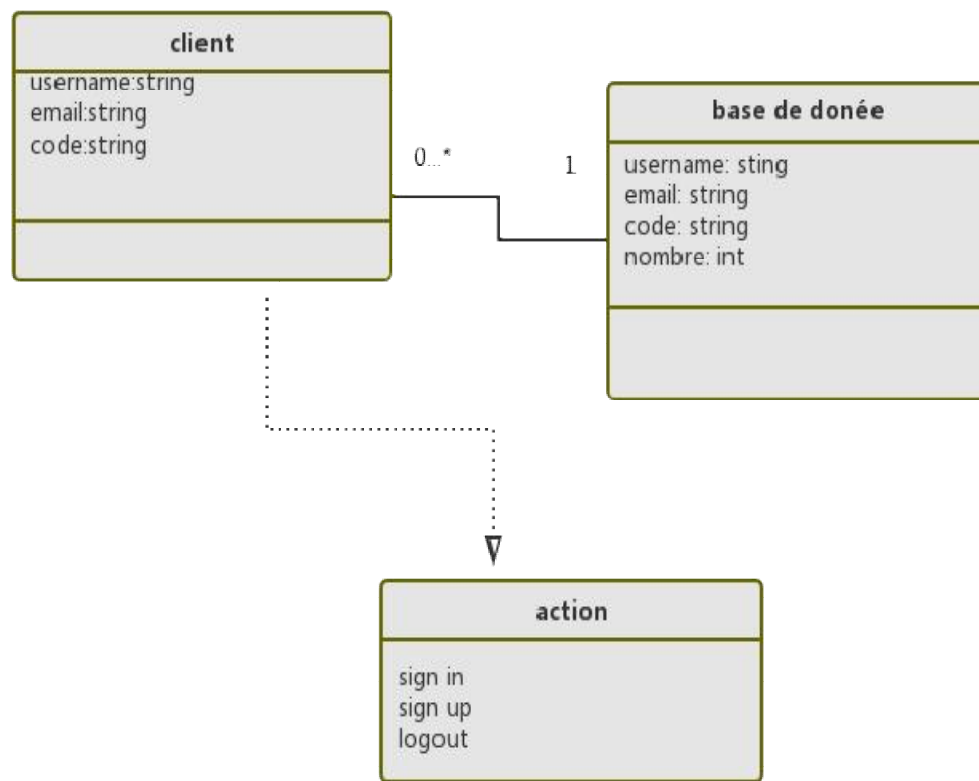 client
username:string
email:string
code:string
0...*
1
base de donée
username: sting
email: string
code: string
nombre: int
action
sign in
sign up
logout